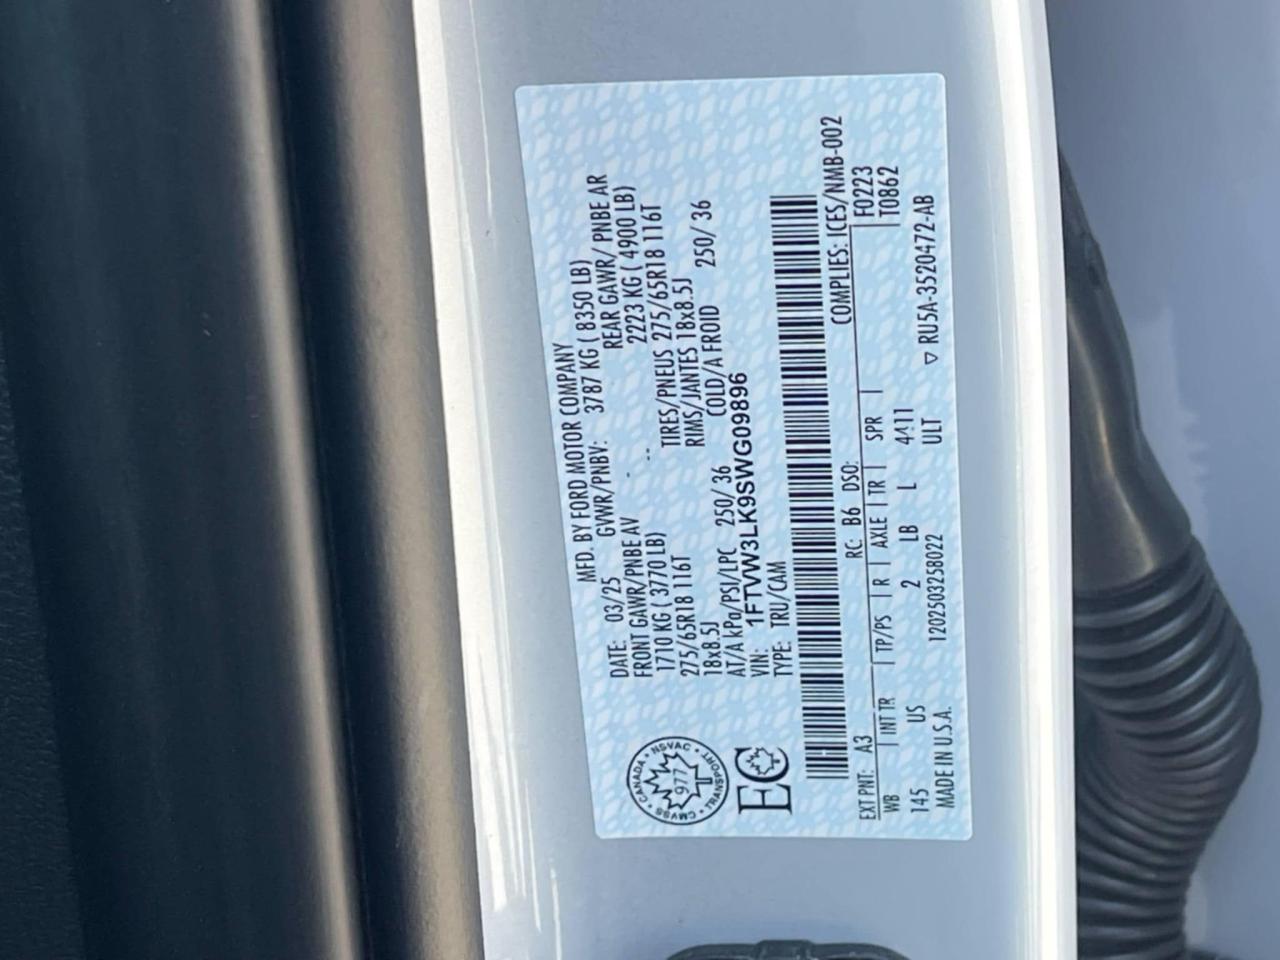 MFD. BY FORD MOTOR COMPANY
DATE: 03/25 GVWR/PNBV: 3787 KG ( 8350 LB)
FRONT GAWR/PNBE AV - REAR GAWR/ PNBE AR
1710 KG ( 3770 LB) -- 2223 KG ( 4900 LB)
275/65R18 116T TIRES/PNEUS 275/65R18 116T
18x8.5J RIMS/JANTES 18x8.5J
AT/A kPa/PSI/LPC 250/ 36 COLD/A FROID 250/ 36
VIN: 1FTVW3LK9SWG09896
TYPE: TRU/CAM
CMVSS • CANADA • NSVAC • TRANSPORT •
977
EC
COMPLIES: ICES/NMB-002
EXT PNT: A3 RC: B6 DSO: F0223
WB INT TR TP/PS R AXLE TR SPR T0862
145 US 2 LB L 4411
MADE IN U.S.A. 120250325B022 ULT ▽ RU5A-3520472-AB